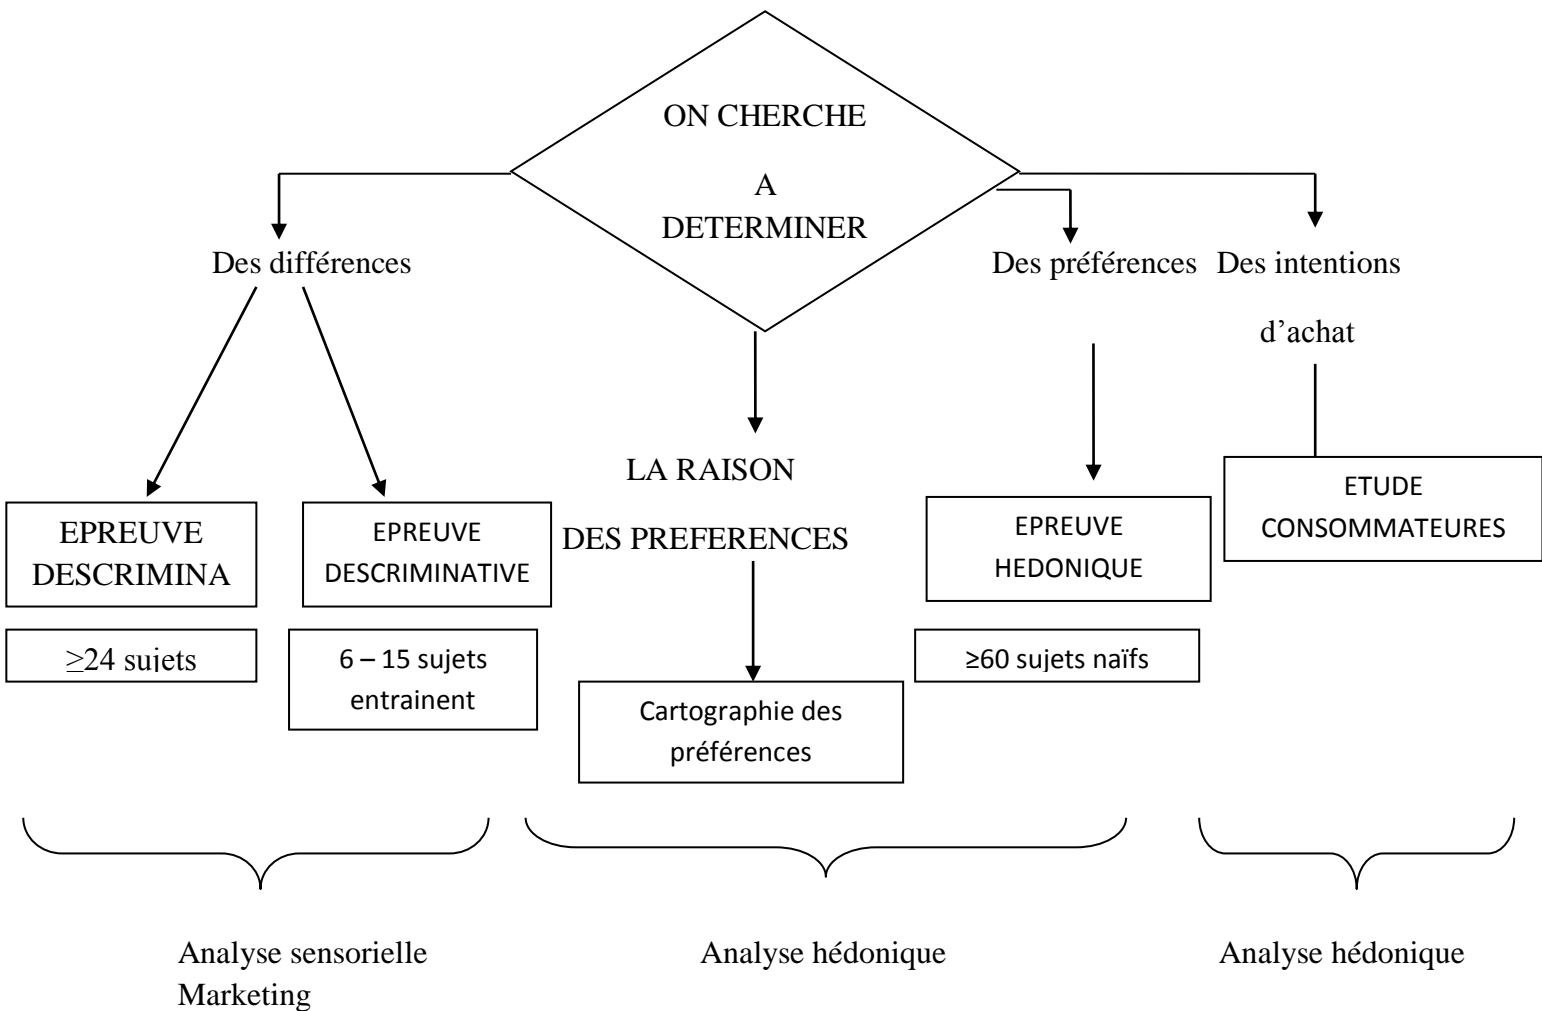 ON CHERCHE
A
DETERMINER
Des différences
Des préférences
Des intentions
d’achat
LA RAISON
DES PREFERENCES
EPREUVE
DESCRIMINA
EPREUVE
DESCRIMINATIVE
EPREUVE
HEDONIQUE
ETUDE
CONSOMMATEURES
≥24 sujets
6 – 15 sujets
entrainent
≥60 sujets naïfs
Cartographie des
préférences
Analyse sensorielle
Marketing
Analyse hédonique
Analyse hédonique